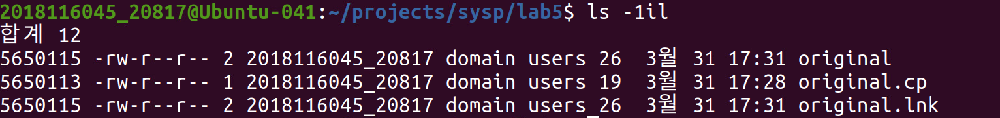 2018116045_20817@Ubuntu-041:~/projects/sysp/lab5$ ls -1il
합계 12
5650115 -rw-r--r-- 2 2018116045_20817 domain users 26  3월 31 17:31 original
5650113 -rw-r--r-- 1 2018116045_20817 domain users 19  3월 31 17:28 original.cp
5650115 -rw-r--r-- 2 2018116045_20817 domain users 26  3월 31 17:31 original.lnk